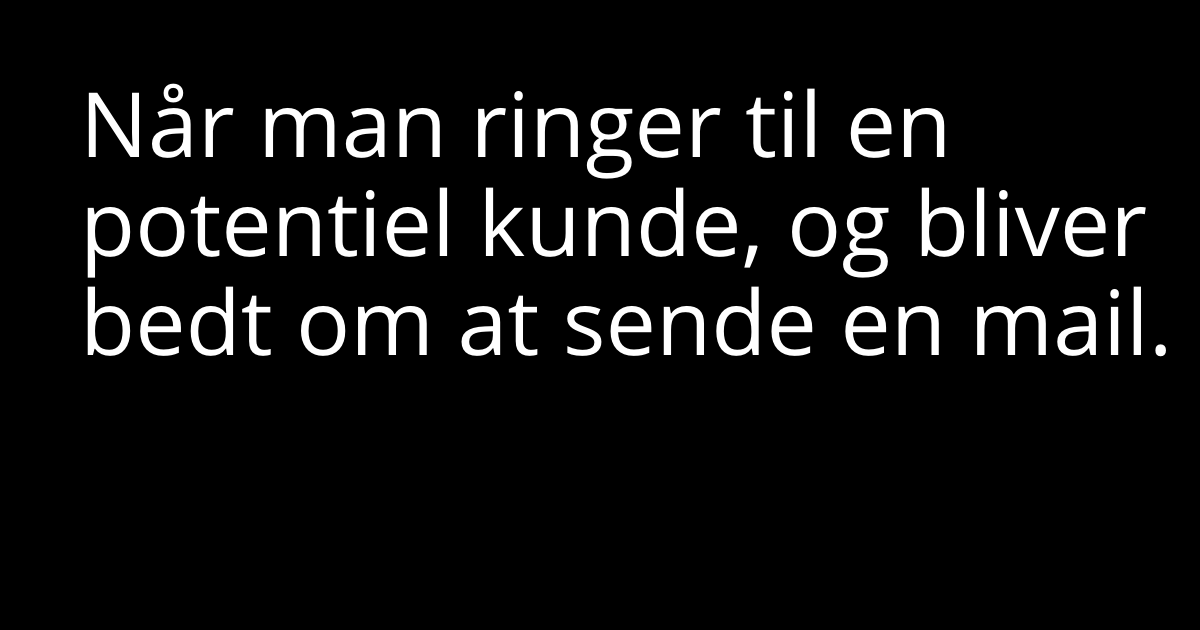 Når man ringer til en
potentiel kunde, og bliver
bedt om at sende en mail.